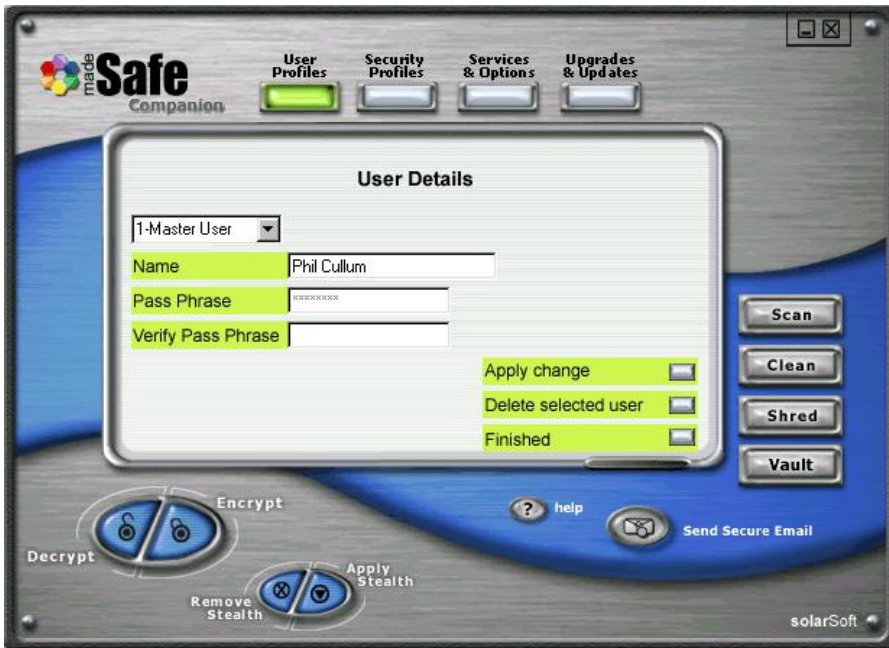 made Safe
Companion
User Profiles
Security Profiles
Services & Options
Upgrades & Updates
User Details
1-Master User
Name
Phil Cullum
Pass Phrase
xxxxxxxx
Verify Pass Phrase
Apply change
Delete selected user
Finished
Scan
Clean
Shred
Vault
Encrypt
Decrypt
? help
Send Secure Email
Apply Stealth
Remove Stealth
solarSoft